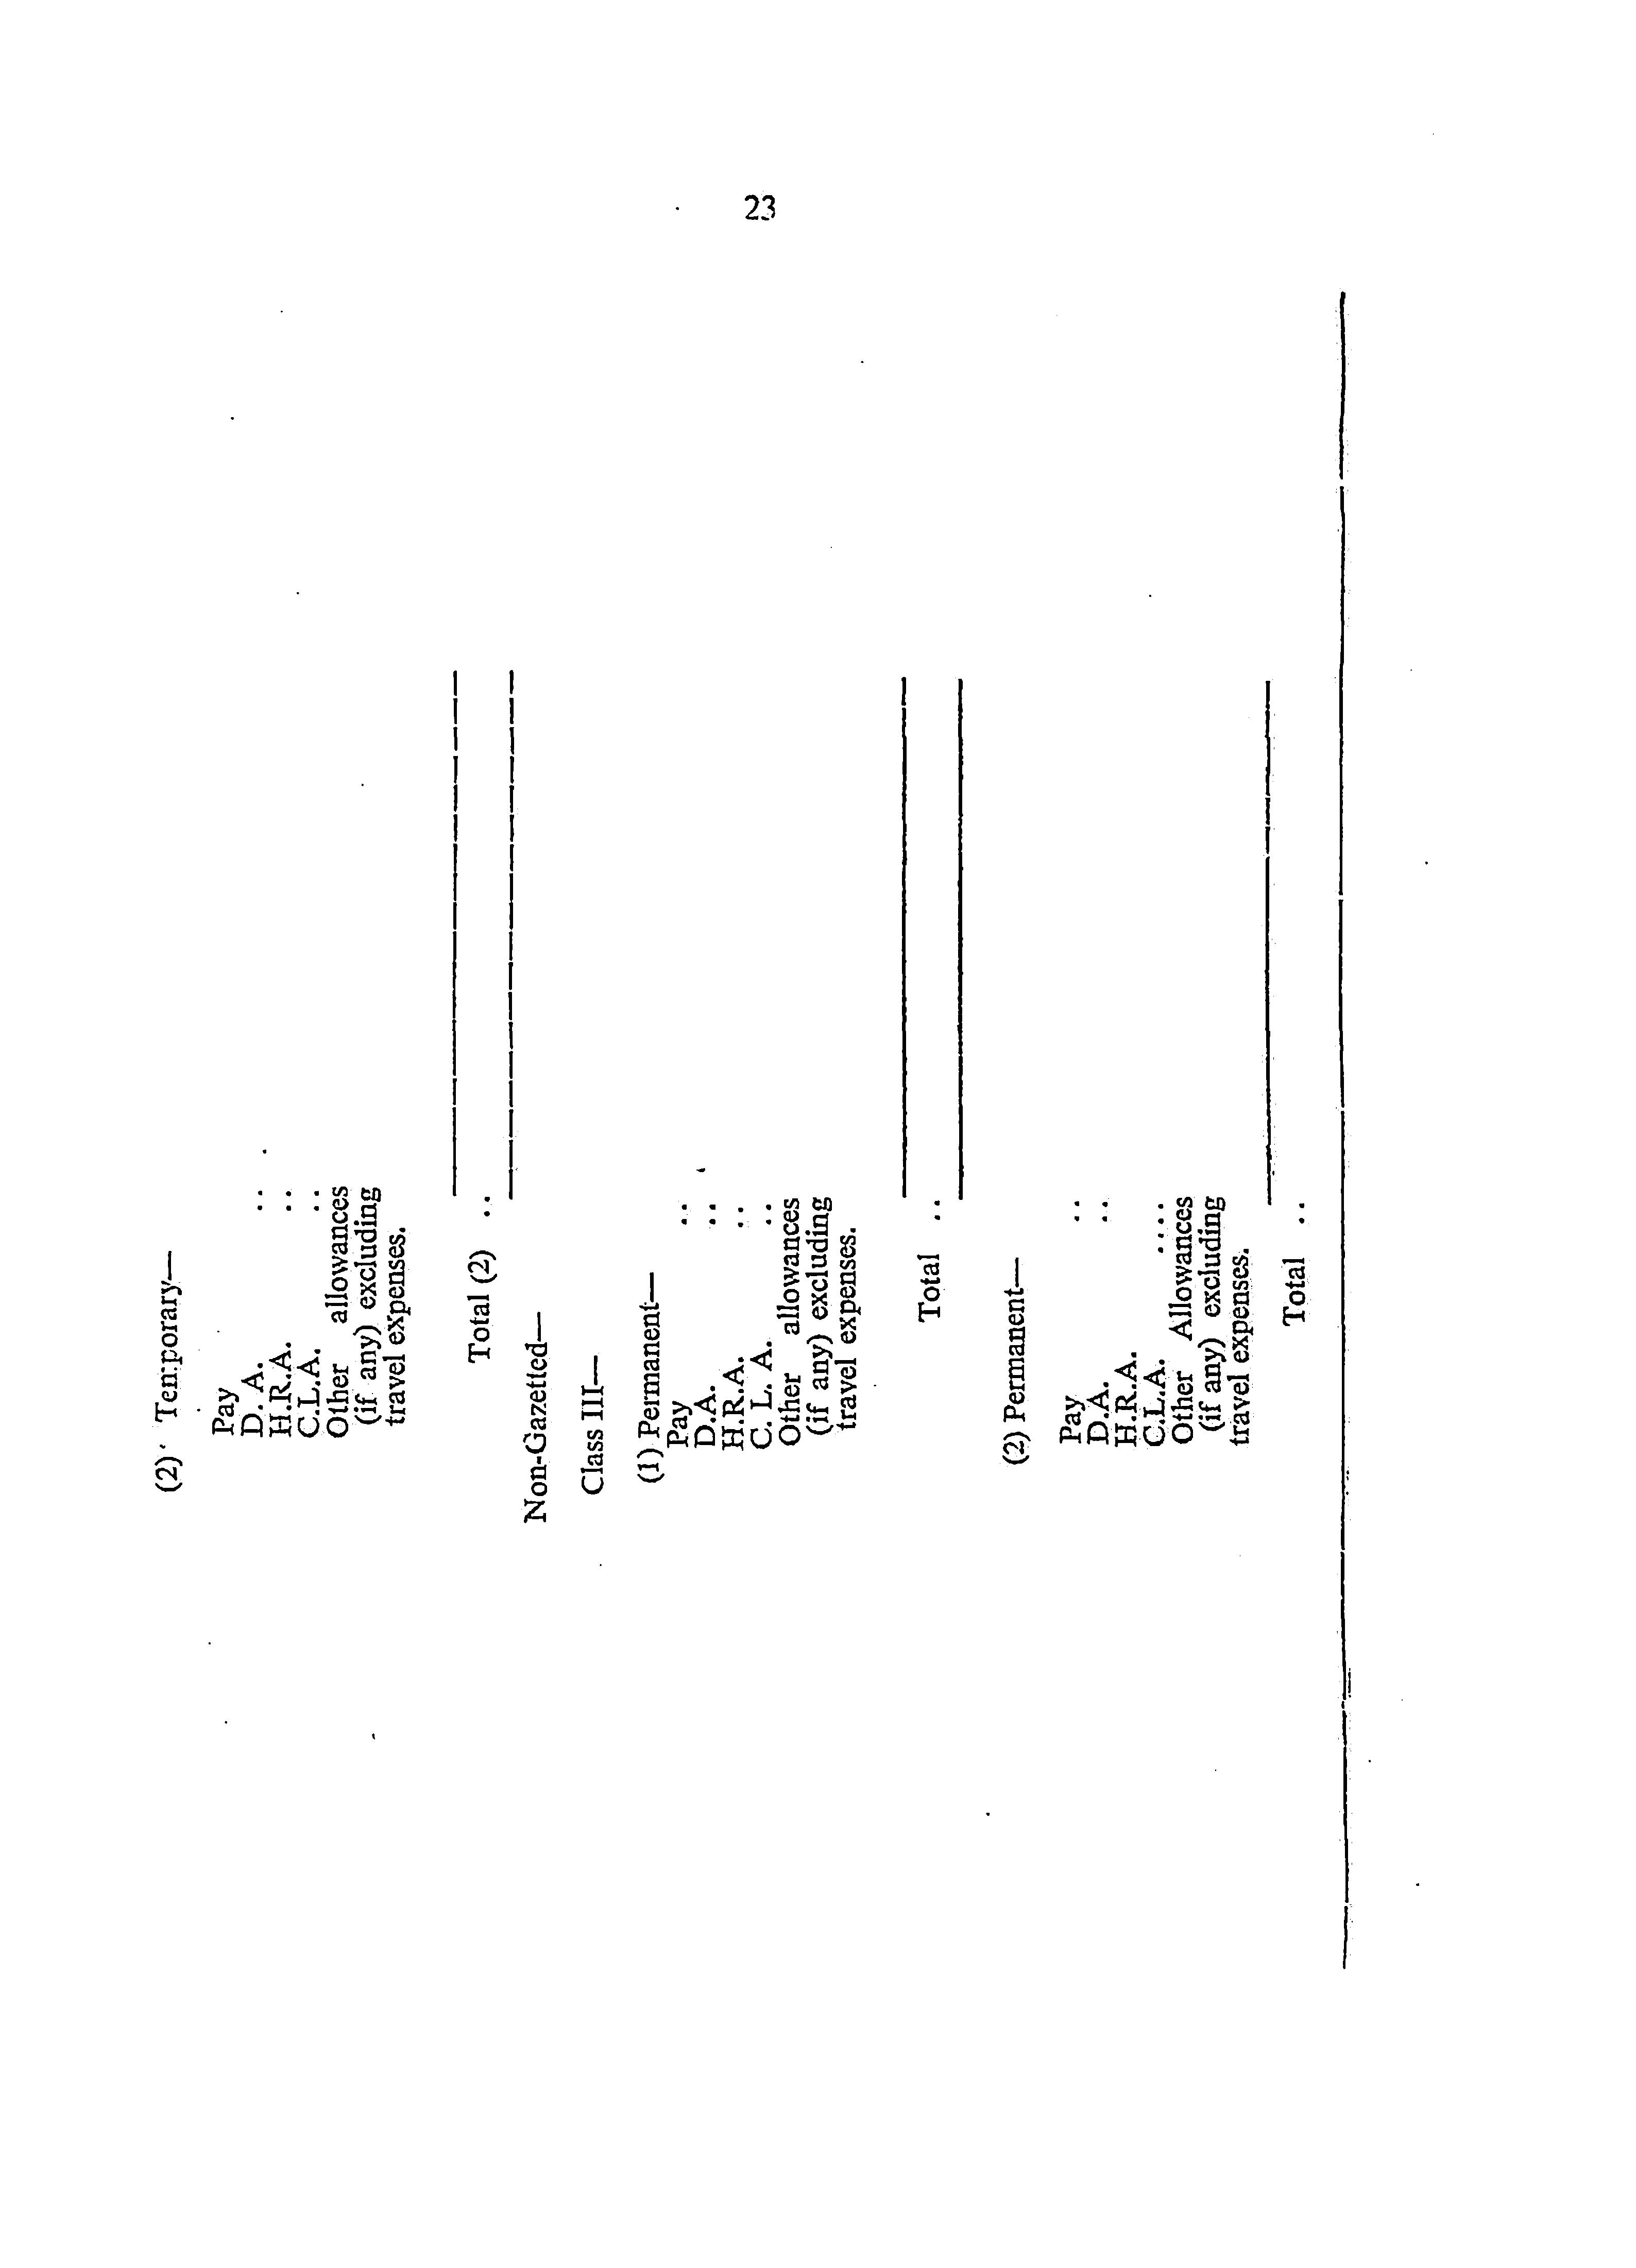 23
(2) Temporary—
Pay
D. A. ..
H.R.A. ..
C.L.A. ..
Other allowances
(if any) excluding
travel expenses.
Total (2) ..
Non-Gazetted—
Class III—
(1) Permanent—
Pay ..
D.A. ..
H.R.A. ..
C. L. A. ..
Other allowances
(if any) excluding
travel expenses.
Total ..
(2) Permanent—
Pay ..
D.A. ..
H.R.A.
C.L.A. ....
Other Allowances
(if any) excluding
travel expenses.
Total ..